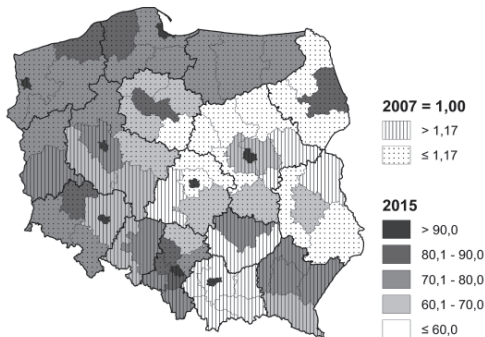 2007 = 1,00
> 1,17
≤ 1,17
2015
> 90,0
80,1 - 90,0
70,1 - 80,0
60,1 - 70,0
≤ 60,0